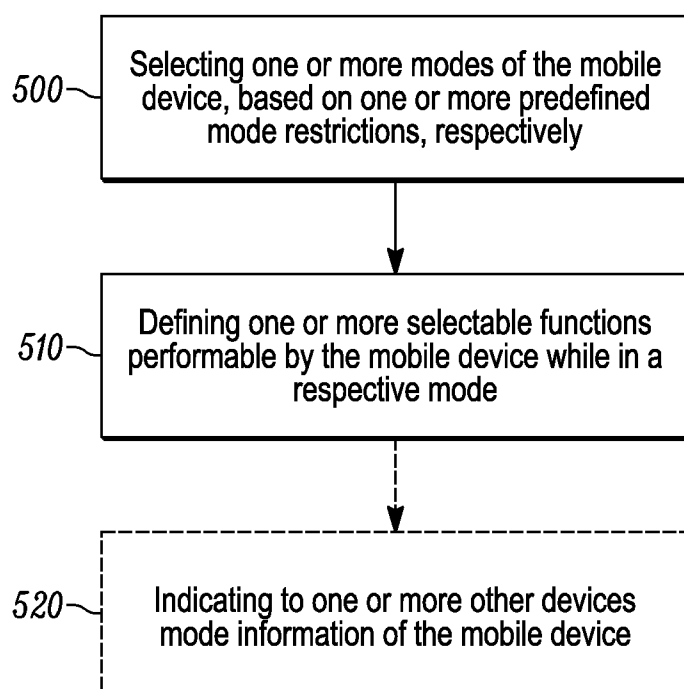 500
Selecting one or more modes of the mobile
device, based on one or more predefined
mode restrictions, respectively
510
Defining one or more selectable functions
performable by the mobile device while in a
respective mode
520
Indicating to one or more other devices
mode information of the mobile device